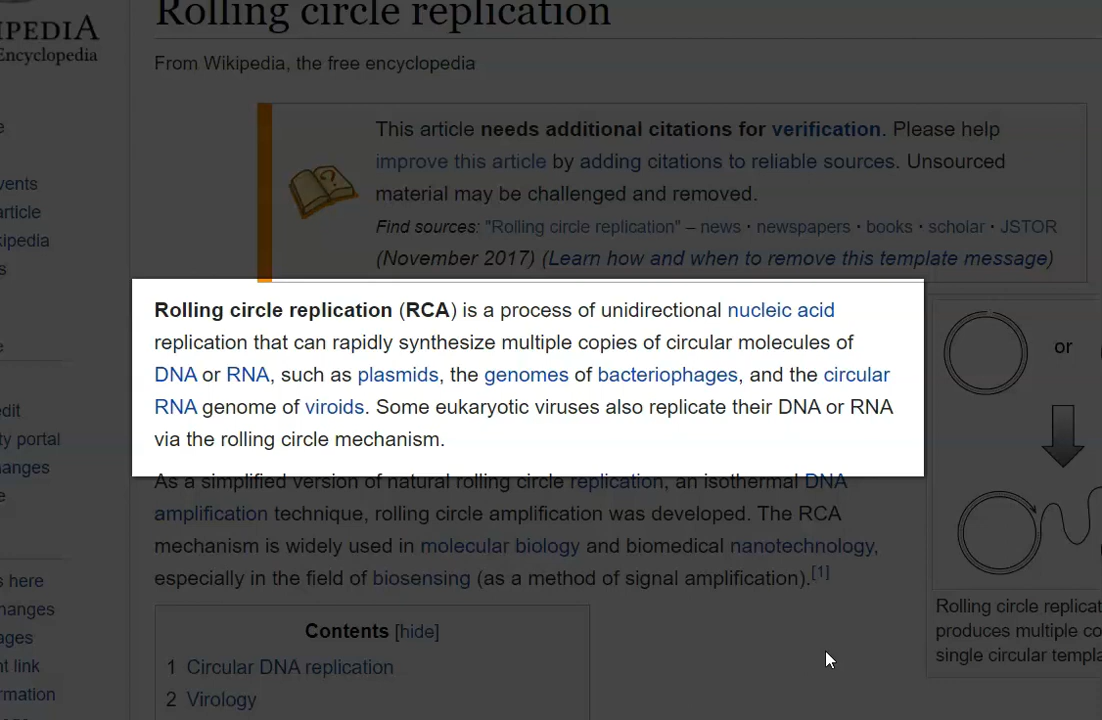 Rolling circle replication
IPEDIA
Encyclopedia
From Wikipedia, the free encyclopedia
This article needs additional citations for verification. Please help
improve this article by adding citations to reliable sources. Unsourced
material may be challenged and removed.
Find sources: "Rolling circle replication" – news · newspapers · books · scholar · JSTOR
(November 2017) (Learn how and when to remove this template message)
Rolling circle replication (RCA) is a process of unidirectional nucleic acid
replication that can rapidly synthesize multiple copies of circular molecules of
DNA or RNA, such as plasmids, the genomes of bacteriophages, and the circular
RNA genome of viroids. Some eukaryotic viruses also replicate their DNA or RNA
via the rolling circle mechanism.
As a simplified version of natural rolling circle replication, an isothermal DNA
amplification technique, rolling circle amplification was developed. The RCA
mechanism is widely used in molecular biology and biomedical nanotechnology,
especially in the field of biosensing (as a method of signal amplification).[1]
Contents [hide]
1 Circular DNA replication
2 Virology
or
Rolling circle replicat
produces multiple co
single circular templa
e
vents
article
kipedia
s
e
edit
ty portal
hanges
e
s here
hanges
ages
nt link
rmation